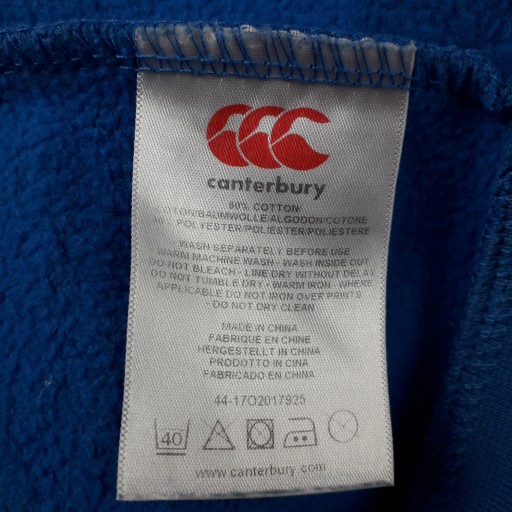 canterbury
80% COTTON/
COTON/BAUMWOLLE/ALGODON/COTONE
POLYESTER/POLIESTER/POLIESTERE
- WASH SEPARATELY BEFORE USE
WARM MACHINE WASH - WASH INSIDE OUT
DO NOT BLEACH - LINE DRY WITHOUT DELAY
DO NOT TUMBLE DRY - WARM IRON - WHERE
APPLICABLE DO NOT IRON OVER PRINTS
- DO NOT DRY CLEAN
MADE IN CHINA
FABRIQUE EN CHINE
HERGESTELLT IN CHINA
PRODOTTO IN CINA
FABRICADO EN CHINA
44-17O2017925
40
www.canterbury.com